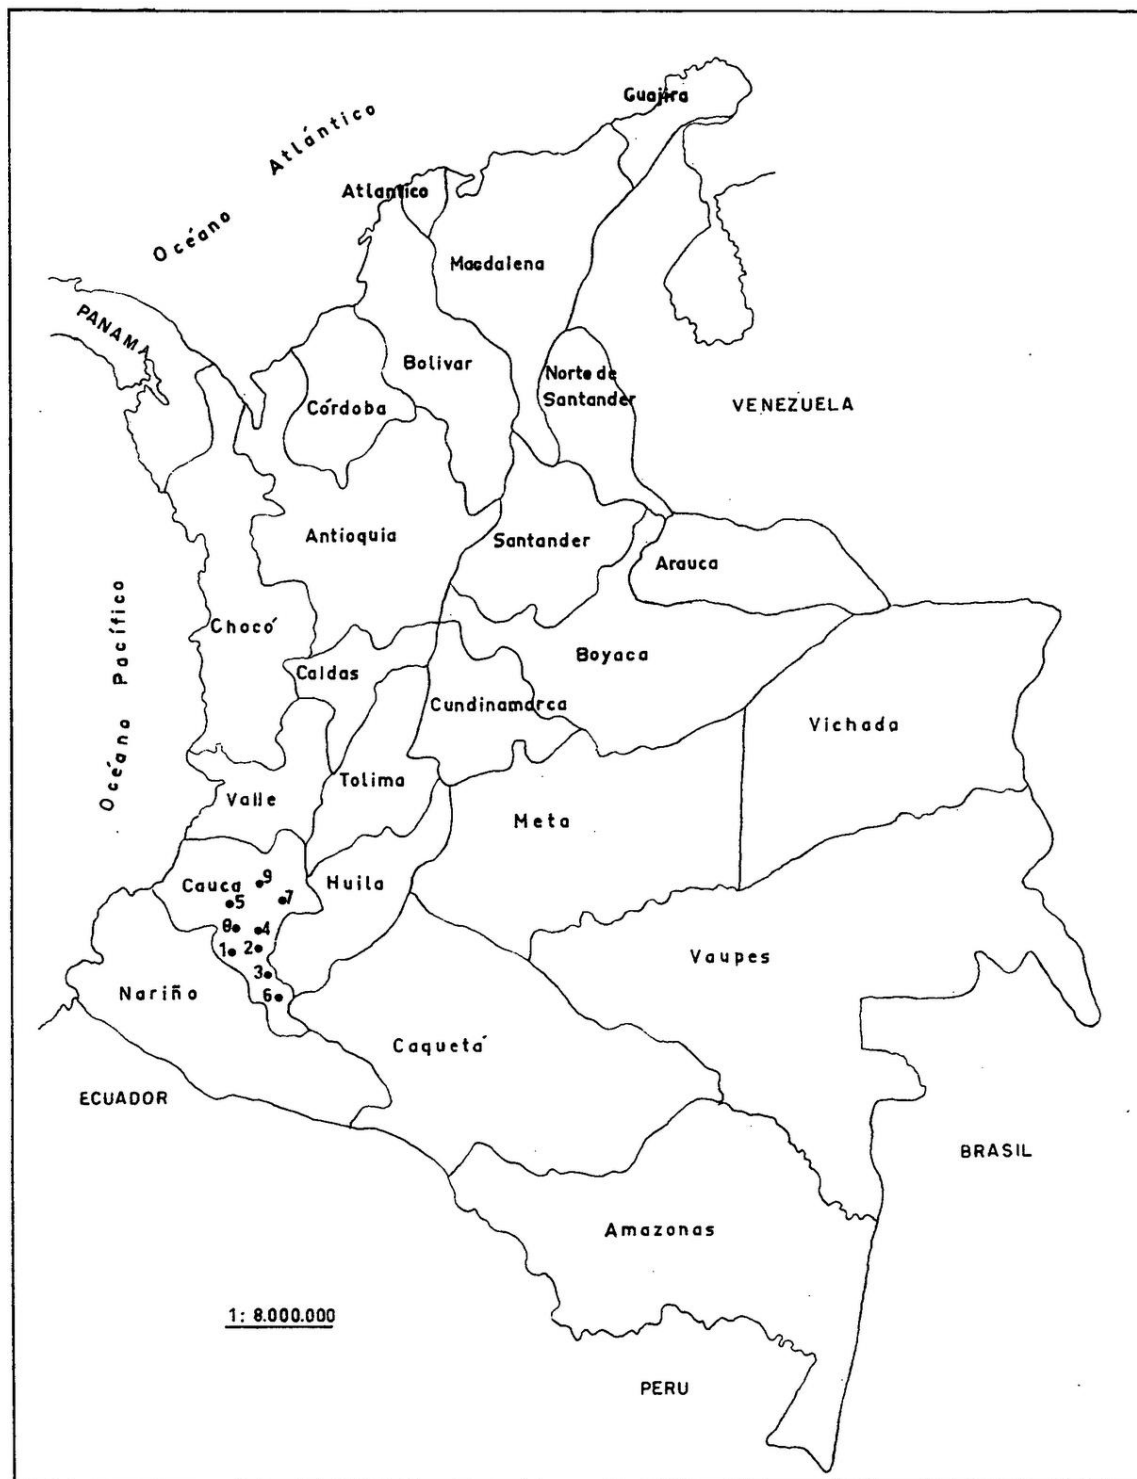 Guajira
Océano Atlántico
Atlantico
Magdalena
PANAMA
Bolivar
Norte de
Santander
VENEZUELA
Córdoba
Antioquia
Santander
Arauca
Océano Pacífico
Chocó
Boyaca
Caldas
Cundinamarca
Vichada
Tolima
Valle
Meta
Cauca
9
Huila
5
7
8
4
1
2
Vaupes
3
Nariño
6
Caquetá
ECUADOR
BRASIL
Amazonas
1: 8.000.000
PERU